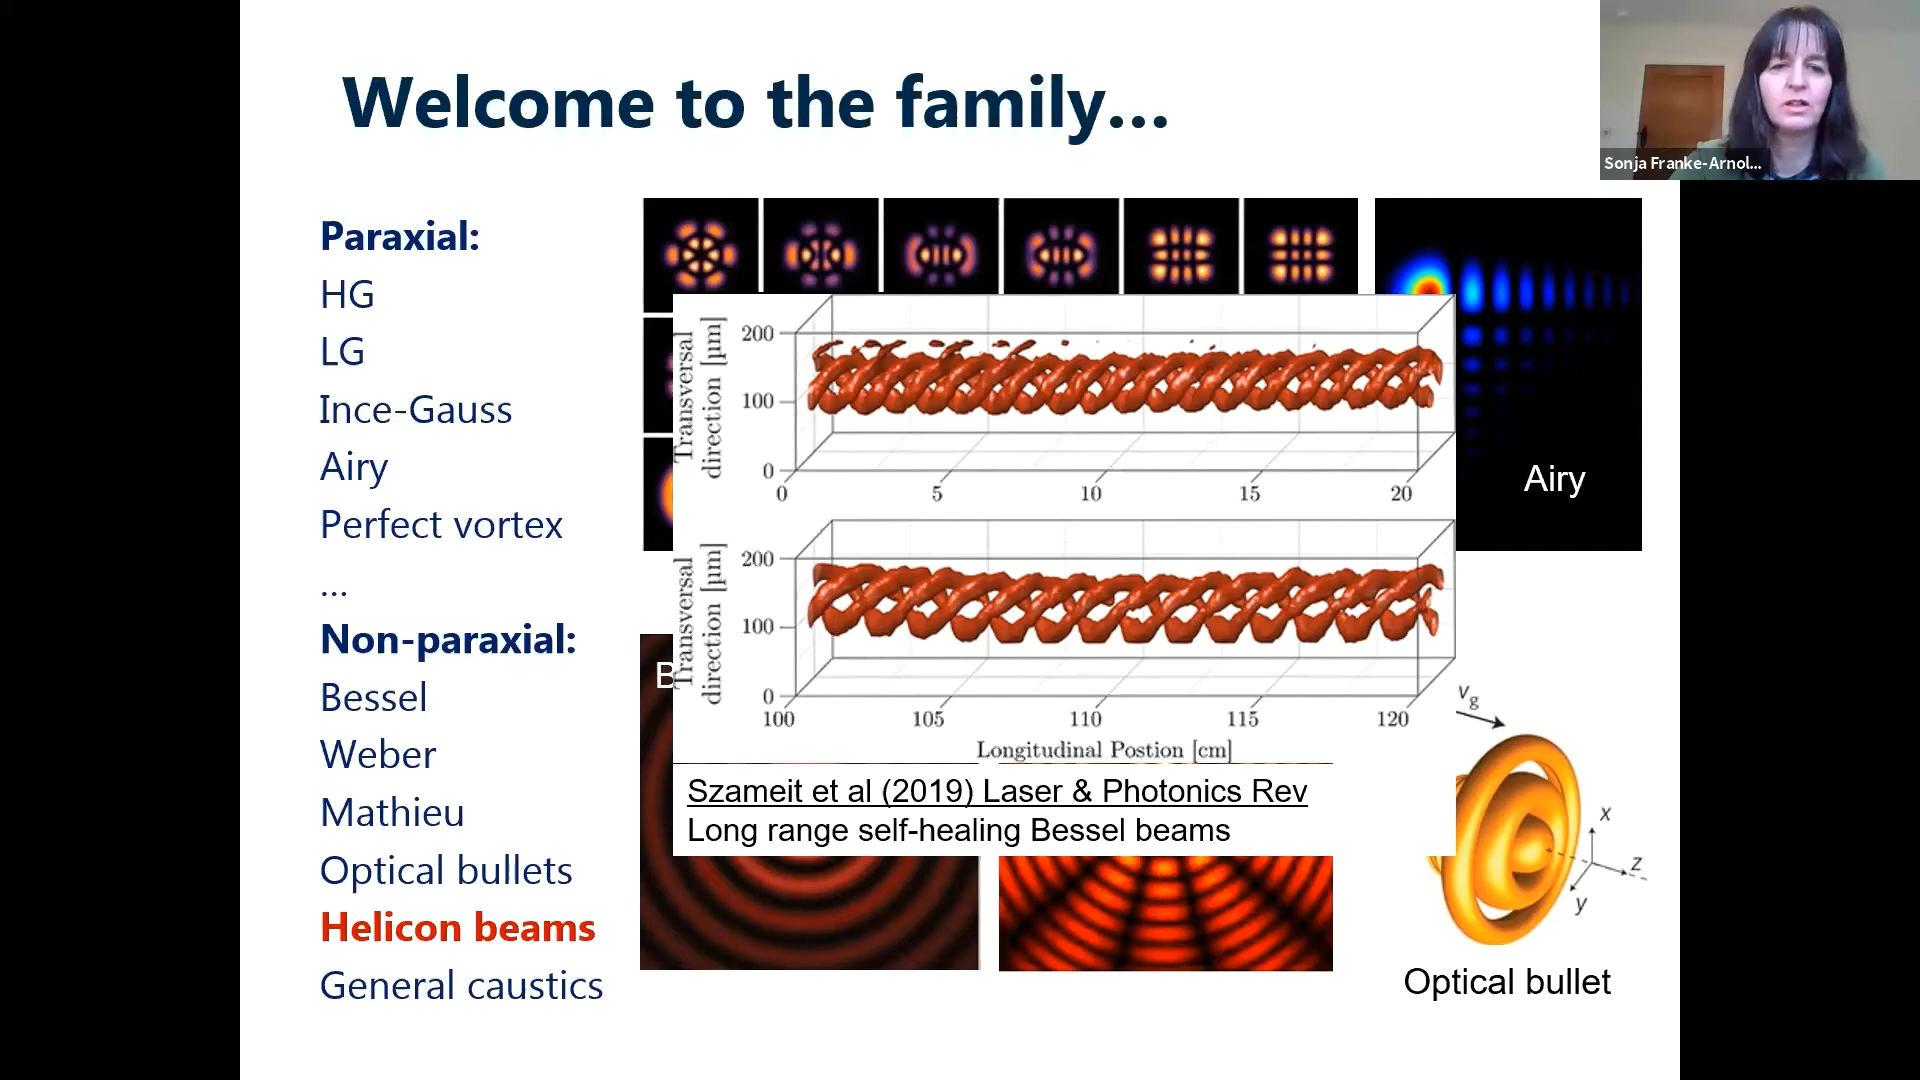 Welcome to the family...
Sonja Franke-Arnol...
Paraxial:
HG
LG
Ince-Gauss
Airy
Perfect vortex
...
Non-paraxial:
Bessel
Weber
Mathieu
Optical bullets
Helicon beams
General caustics
Transversal
direction [µm]
200
100
0
0 5 10 15 20
Airy
Transversal
direction [µm]
200
100
0
100 105 110 115 120
Longitudinal Postion [cm]
B
Szameit et al (2019) Laser & Photonics Rev
Long range self-healing Bessel beams
vg
x
z
y
Optical bullet